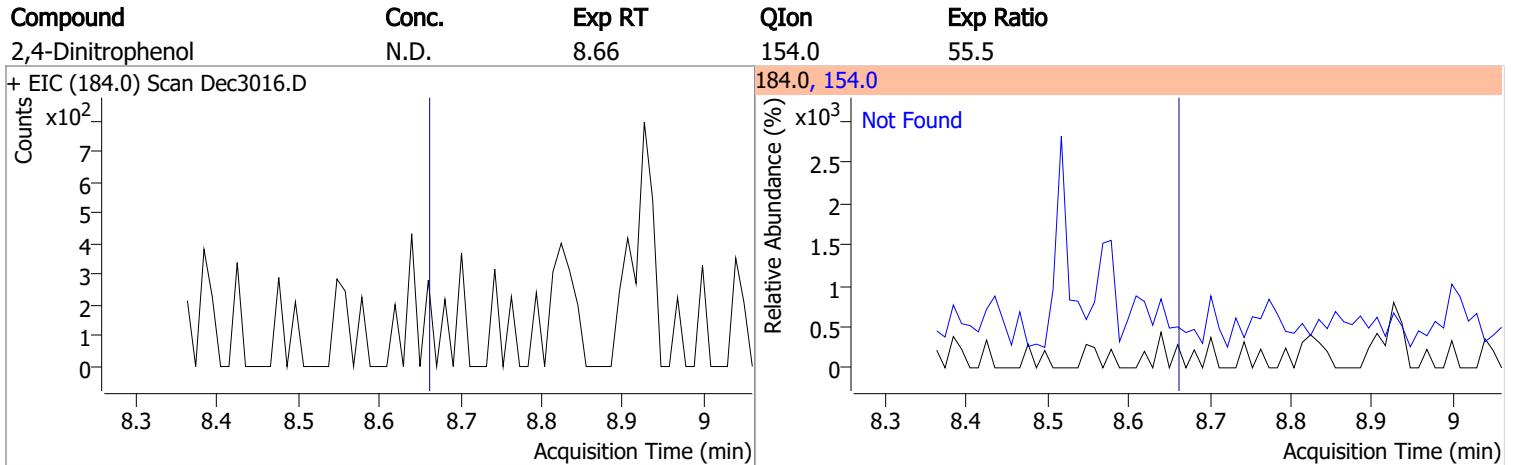 Compound Conc. Exp RT QIon Exp Ratio
2,4-Dinitrophenol N.D. 8.66 154.0 55.5
+ EIC (184.0) Scan Dec3016.D
Counts
x10²
7
6
5
4
3
2
1
0
8.3 8.4 8.5 8.6 8.7 8.8 8.9 9
Acquisition Time (min)
184.0, 154.0
Relative Abundance (%)
x10³
Not Found
2.5
2
1.5
1
0.5
0
8.3 8.4 8.5 8.6 8.7 8.8 8.9 9
Acquisition Time (min)